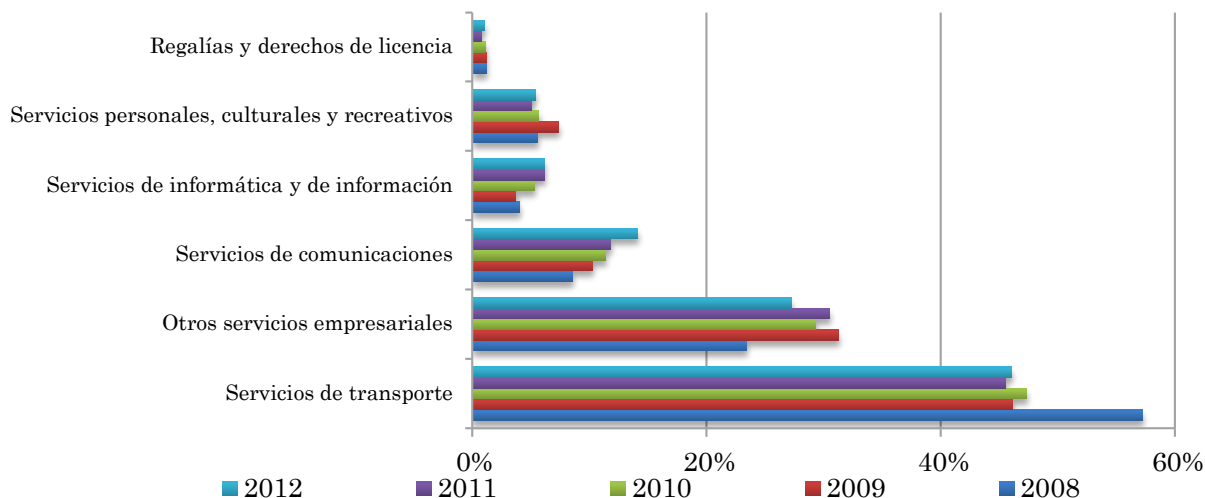 Regalías y derechos de licencia
Servicios personales, culturales y recreativos
Servicios de informática y de información
Servicios de comunicaciones
Otros servicios empresariales
Servicios de transporte
0% 20% 40% 60%
2012 2011 2010 2009 2008